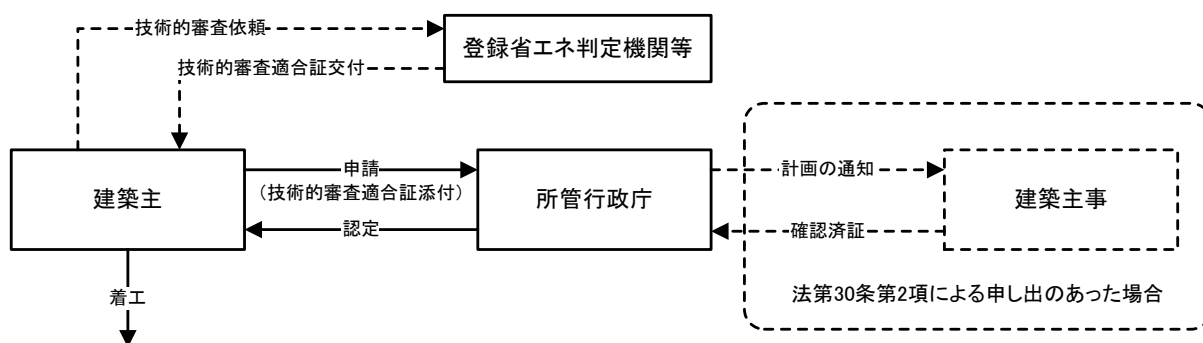 技術的審査依頼
登録省エネ判定機関等
技術的審査適合証交付
建築主
申請
（技術的審査適合証添付）
認定
所管行政庁
計画の通知
確認済証
建築主事
着工
法第30条第2項による申し出のあった場合